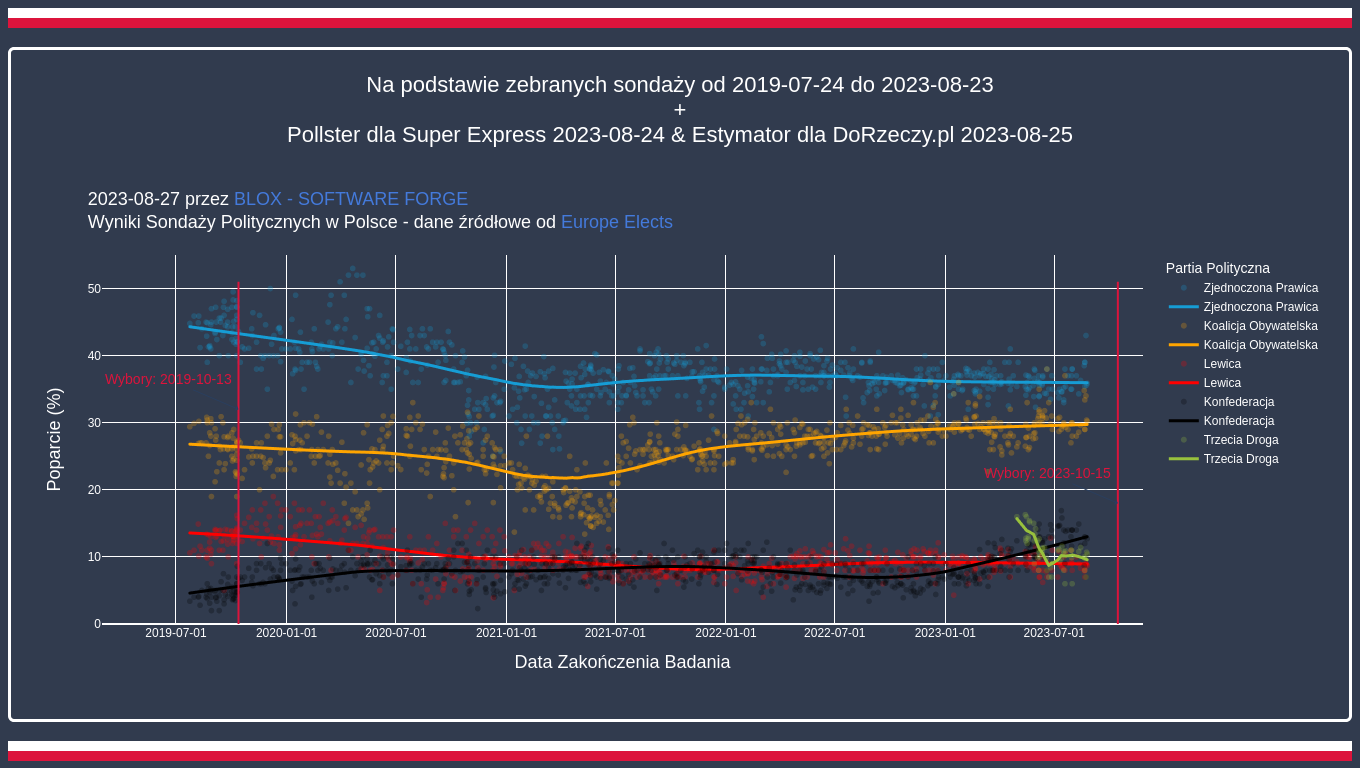 Na podstawie zebranych sondaży od 2019-07-24 do 2023-08-23
+
Pollster dla Super Express 2023-08-24 & Estymator dla DoRzeczy.pl 2023-08-25
2023-08-27 przez BLOX - SOFTWARE FORGE
Wyniki Sondaży Politycznych w Polsce - dane źródłowe od Europe Elects
Poparcie (%)
50
40
30
20
10
0
Wybory: 2019-10-13
Wybory: 2023-10-15
2019-07-01
2020-01-01
2020-07-01
2021-01-01
2021-07-01
2022-01-01
2022-07-01
2023-01-01
2023-07-01
Data Zakończenia Badania
Partia Polityczna
Zjednoczona Prawica
Zjednoczona Prawica
Koalicja Obywatelska
Koalicja Obywatelska
Lewica
Lewica
Konfederacja
Konfederacja
Trzecia Droga
Trzecia Droga